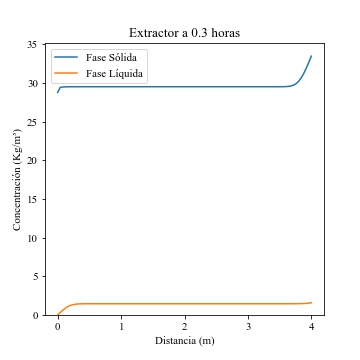 Extractor a 0.3 horas
Fase Sólida
Fase Líquida
Concentración (Kg/m³)
35
30
25
20
15
10
5
0
0 1 2 3 4
Distancia (m)